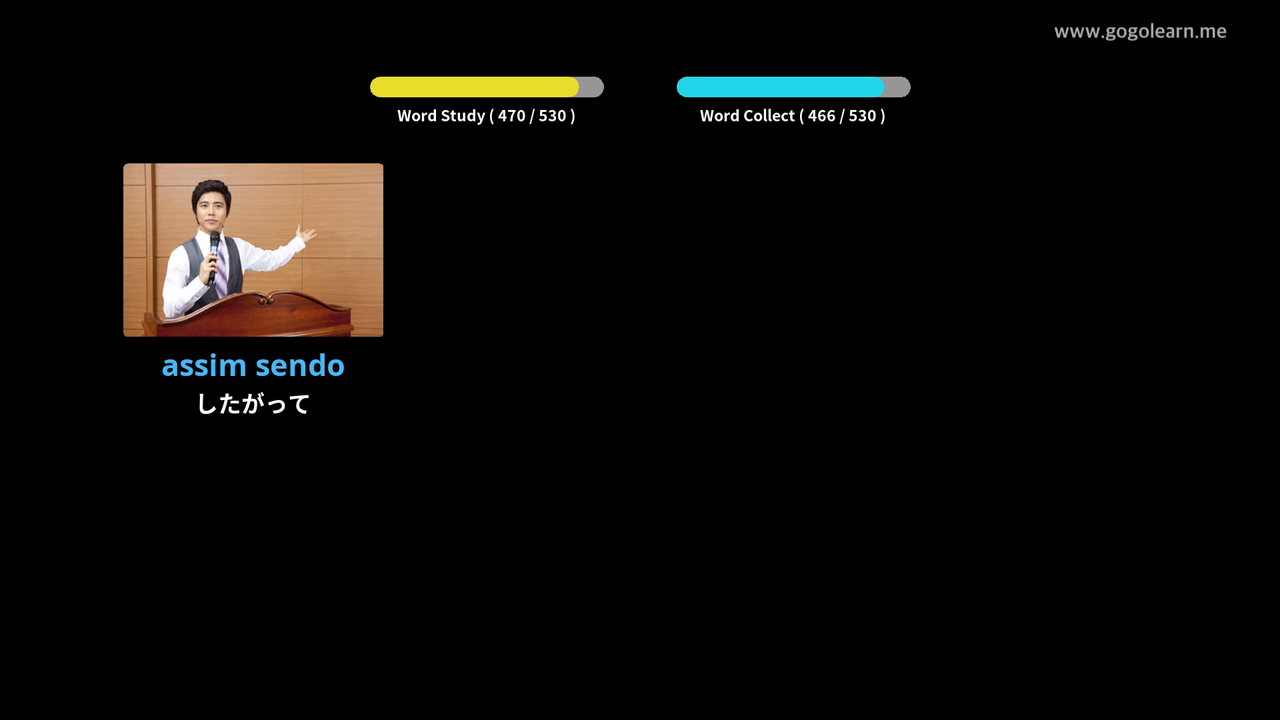 www.gogolearn.me
Word Study ( 470 / 530 )
Word Collect ( 466 / 530 )
assim sendo
したがって